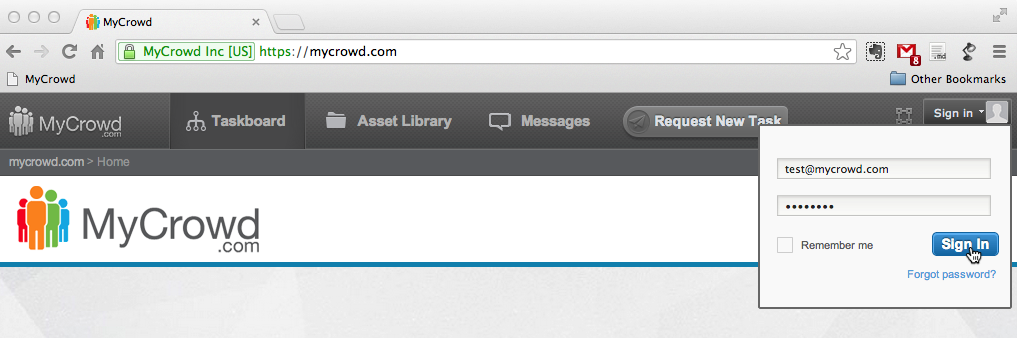 MyCrowd
MyCrowd Inc [US] https://mycrowd.com
8
.md
MyCrowd
Other Bookmarks
MyCrowd
.com
Taskboard
Asset Library
Messages
Request New Task
Sign in
mycrowd.com > Home
test@mycrowd.com
MyCrowd
.com
Remember me
Sign In
Forgot password?